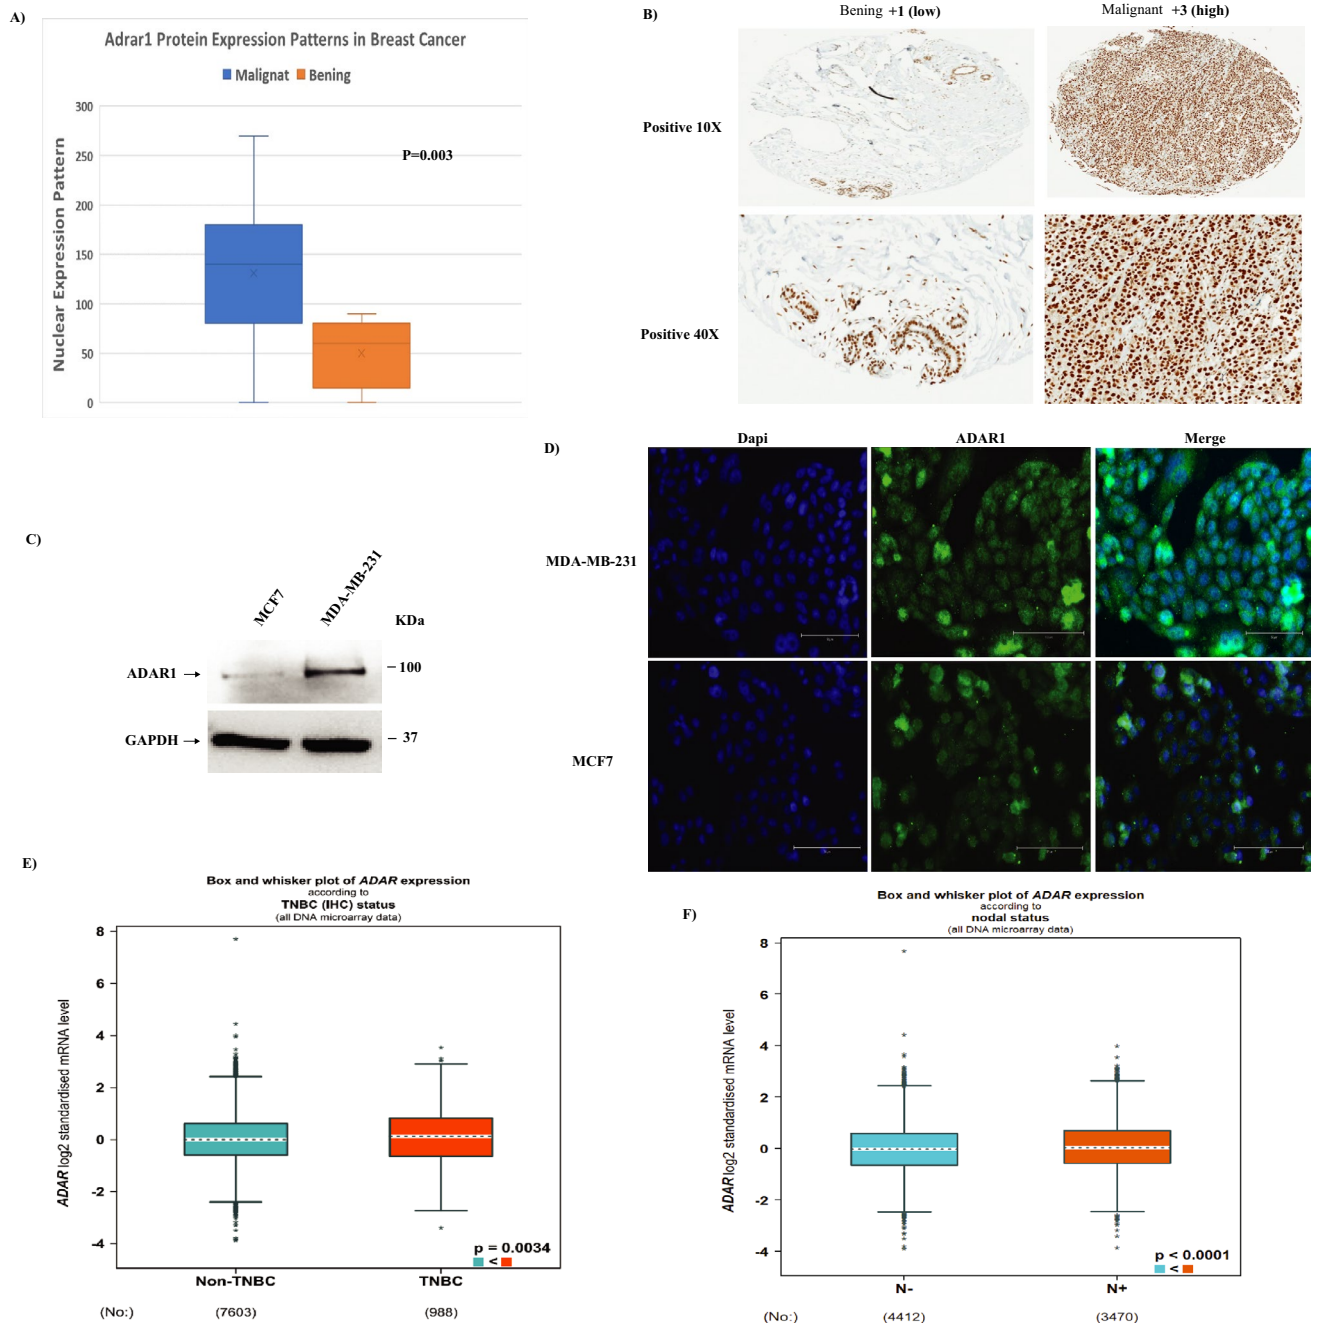 A)
Adrar1 Protein Expression Patterns in Breast Cancer
Malignat Bening
Nuclear Expression Pattern
300
250
200
150
100
50
0
P=0.003
B)
Bening +1 (low)
Malignant +3 (high)
Positive 10X
Positive 40X
C)
MCF7
MDA-MB-231
KDa
ADAR1
100
GAPDH
37
D)
Dapi
ADAR1
Merge
MDA-MB-231
MCF7
E)
Box and whisker plot of ADAR expression
according to
TNBC (IHC) status
(all DNA microarray data)
ADAR log2 standardised mRNA level
8
6
4
2
0
-2
-4
p = 0.0034
<
Non-TNBC
TNBC
(No:)
(7603)
(988)
F)
Box and whisker plot of ADAR expression
according to
nodal status
(all DNA microarray data)
ADAR log2 standardised mRNA level
8
6
4
2
0
-2
-4
p < 0.0001
<
N-
N+
(No:)
(4412)
(3470)